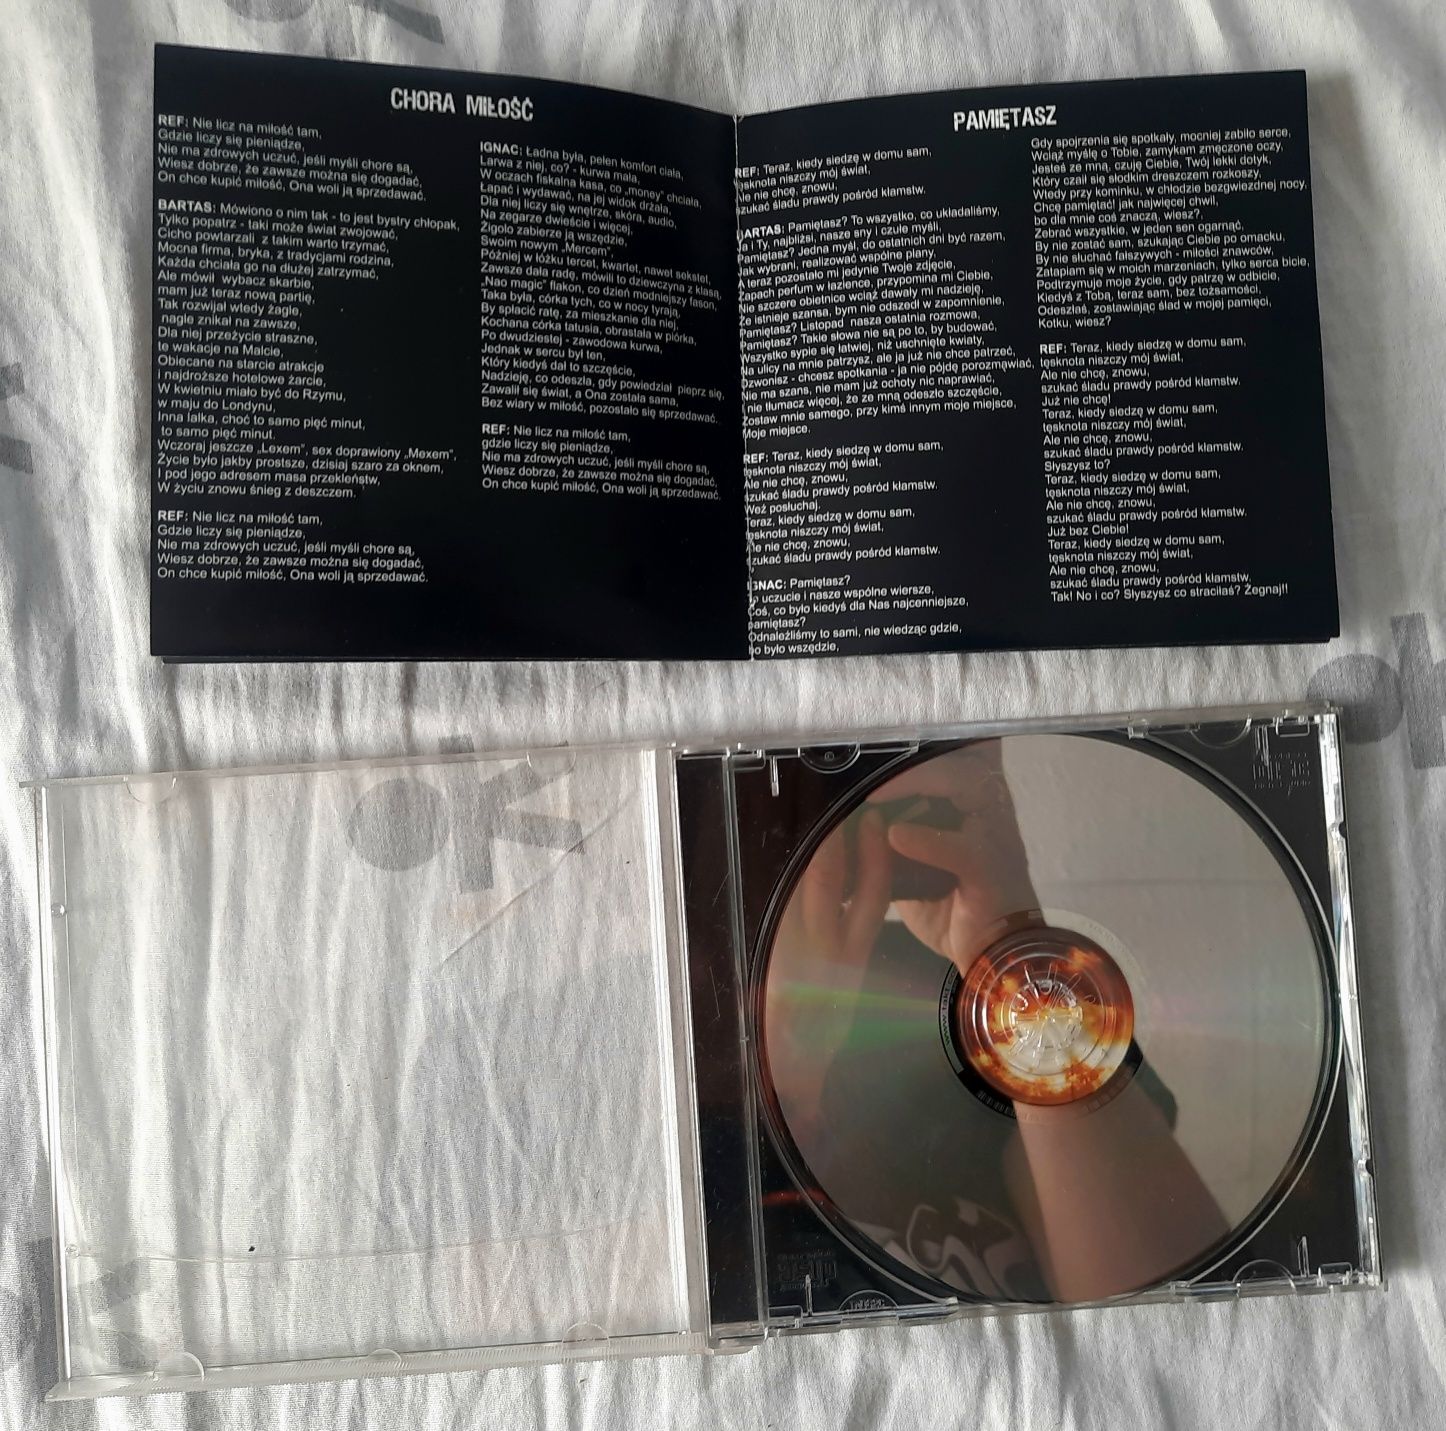 CHORA MIŁOŚĆ
REF: Nie licz na miłość tam,
Gdzie liczy się pieniądze,
Nie ma zdrowych uczuć, jeśli myśli chore są,
Wiesz dobrze, że zawsze można się dogadać,
On chce kupić miłość, Ona woli ją sprzedawać.
BARTAS: Mówiono o nim tak - to jest bystry chłopak,
Tylko popatrz - taki może świat zwojować,
Cicho powtarzali z takim warto trzymać,
Mocna firma, bryka, z tradycjami rodzina,
Każda chciała go na dłużej zatrzymać,
Ale mówił wybacz skarbie,
mam już teraz nową partię,
Tak rozwijał wtedy żagle,
nagle znikał na zawsze,
Dla niej przeżycie straszne,
te wakacje na Malcie,
Obiecane na starcie atrakcje
i najdroższe hotelowe żarcie,
W kwietniu miało być do Rzymu,
w maju do Londynu,
Inna lalka, choć to samo pięć minut,
to samo pięć minut.
Wczoraj jeszcze „Lexem”, sex doprawiony „Mexem”,
Życie było jakby prostsze, dzisiaj szaro za oknem,
I pod jego adresem masa przekleństw,
W życiu znowu śnieg z deszczem.
REF: Nie licz na miłość tam,
Gdzie liczy się pieniądze,
Nie ma zdrowych uczuć, jeśli myśli chore są,
Wiesz dobrze, że zawsze można się dogadać,
On chce kupić miłość, Ona woli ją sprzedawać.
IGNAC: Ładna była, pełen komfort ciała,
Larwa z niej, co? - kurwa mała,
W oczach fiskalna kasa, co „money” chciała,
Łapać i wydawać, na jej widok drżała,
Dla niej liczy się wnętrze, skóra, audio,
Na zegarze dwieście i więcej,
Żigolo zabierze ją wszędzie,
Swoim nowym „Mercem”,
Później w łóżku tercet, kwartet, nawet sekstet,
Zawsze dała radę, mówili to dziewczyna z klasą,
„Nao magic” flakon, co dzień modniejszy fason,
Taka była, córka tych, co w nocy tyrają,
By spłacić ratę, za mieszkanie dla niej,
Kochana córka tatusia, obrastała w piórka,
Po dwudziestej - zawodowa kurwa,
Jednak w sercu był ten,
Który kiedyś dał to szczęście,
Nadzieję, co odeszła, gdy powiedział pieprz się,
Zawalił się świat, a Ona została sama,
Bez wiary w miłość, pozostało się sprzedawać.
REF: Nie licz na miłość tam,
gdzie liczy się pieniądze,
Nie ma zdrowych uczuć, jeśli myśli chore są,
Wiesz dobrze, że zawsze można się dogadać,
On chce kupić miłość, Ona woli ją sprzedawać.
PAMIĘTASZ
REF: Teraz, kiedy siedzę w domu sam,
tęsknota niszczy mój świat,
Ale nie chcę, znowu,
szukać śladu prawdy pośród kłamstw.
BARTAS: Pamiętasz? To wszystko, co układaliśmy,
Ja i Ty, najbliżsi, nasze sny i czułe myśli,
Pamiętasz? Jedna myśl, do ostatnich dni być razem,
Jak wybrani, realizować wspólne plany,
A teraz pozostało mi jedynie Twoje zdjęcie,
Zapach perfum w łazience, przypomina mi Ciebie,
Nie szczere obietnice wciąż dawały mi nadzieję,
Że istnieje szansa, bym nie odszedł w zapomnienie,
Pamiętasz? Listopad nasza ostatnia rozmowa,
Pamiętasz? Takie słowa nie są po to, by budować,
Wszystko sypie się łatwiej, niż uschnięte kwiaty,
Na ulicy na mnie patrzysz, ale ja już nie chce patrzeć,
Dzwonisz - chcesz spotkania - ja nie pójdę porozmawiać,
Nie ma szans, nie mam już ochoty nic naprawiać,
I nie tłumacz więcej, że ze mną odeszło szczęście,
Zostaw mnie samego, przy kimś innym moje miejsce,
Moje miejsce.
REF: Teraz, kiedy siedzę w domu sam,
tęsknota niszczy mój świat,
Ale nie chcę, znowu,
szukać śladu prawdy pośród kłamstw.
Weź posłuchaj.
Teraz, kiedy siedzę w domu sam,
tęsknota niszczy mój świat,
Ale nie chcę, znowu,
szukać śladu prawdy pośród kłamstw.
IGNAC: Pamiętasz?
To uczucie i nasze wspólne wiersze,
Coś, co było kiedyś dla Nas najcenniejsze,
pamiętasz?
Odnaleźliśmy to sami, nie wiedząc gdzie,
bo było wszędzie,
Gdy spojrzenia się spotkały, mocniej zabiło serce,
Wciąż myślę o Tobie, zamykam zmęczone oczy,
Jesteś ze mną, czuję Ciebie, Twój lekki dotyk,
Który czaił się słodkim dreszczem rozkoszy,
Wtedy przy kominku, w chłodzie bezgwiezdnej nocy,
Chcę pamiętać! jak najwięcej chwil,
bo dla mnie coś znaczą, wiesz?,
Zebrać wszystkie, w jeden sen ogarnąć,
By nie zostać sam, szukając Ciebie po omacku,
By nie słuchać fałszywych - miłości znawców,
Zatapiam się w moich marzeniach, tylko serca bicie,
Podtrzymuje moje życie, gdy patrzę w odbicie,
Kiedyś z Tobą, teraz sam, bez tożsamości,
Odeszłaś, zostawiając ślad w mojej pamięci,
Kotku, wiesz?
REF: Teraz, kiedy siedzę w domu sam,
tęsknota niszczy mój świat,
Ale nie chcę, znowu,
szukać śladu prawdy pośród kłamstw.
Już nie chcę!
Teraz, kiedy siedzę w domu sam,
tęsknota niszczy mój świat,
Ale nie chcę, znowu,
szukać śladu prawdy pośród kłamstw.
Słyszysz to?
Teraz, kiedy siedzę w domu sam,
tęsknota niszczy mój świat,
Ale nie chcę, znowu,
szukać śladu prawdy pośród kłamstw.
Już bez Ciebie!
Teraz, kiedy siedzę w domu sam,
tęsknota niszczy mój świat,
Ale nie chcę, znowu,
szukać śladu prawdy pośród kłamstw.
Tak! No i co? Słyszysz co straciłaś? Żegnaj!!